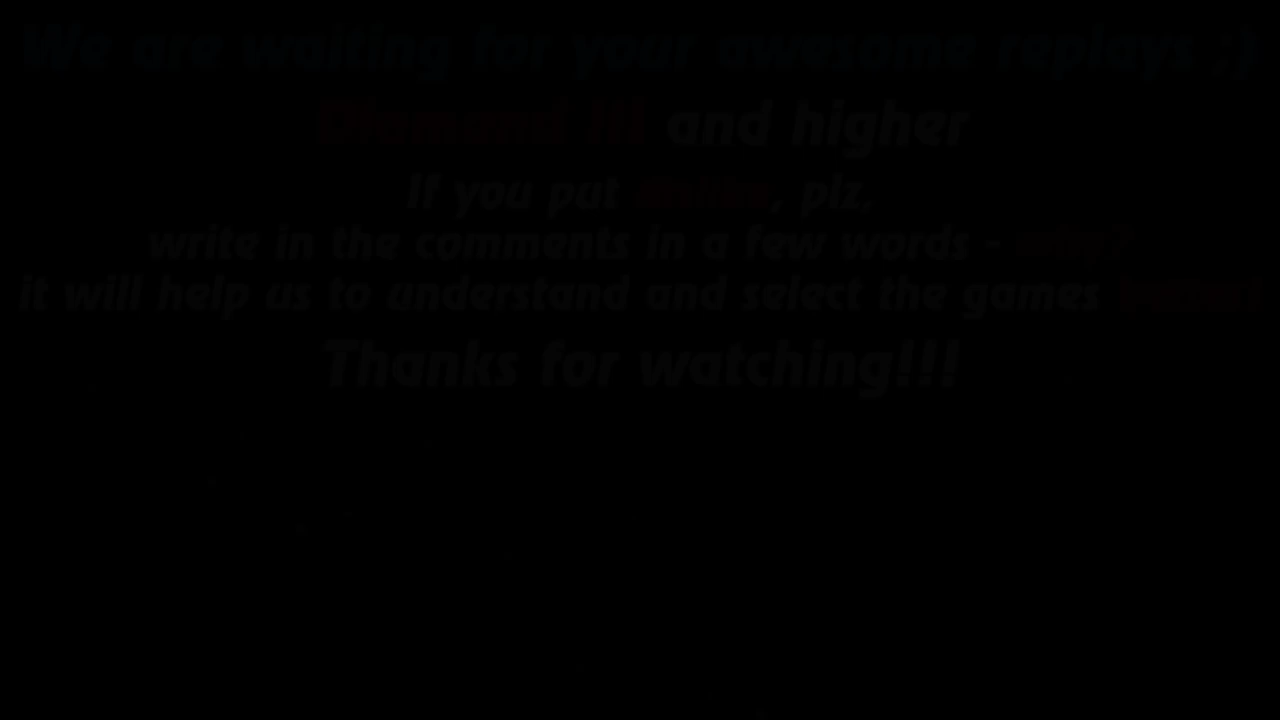 We are waiting for your awesome replays ;)
Diamond III and higher
If you put dislike, plz,
write in the comments in a few words - why?
it will help us to understand and select the games
Thanks for watching!!!